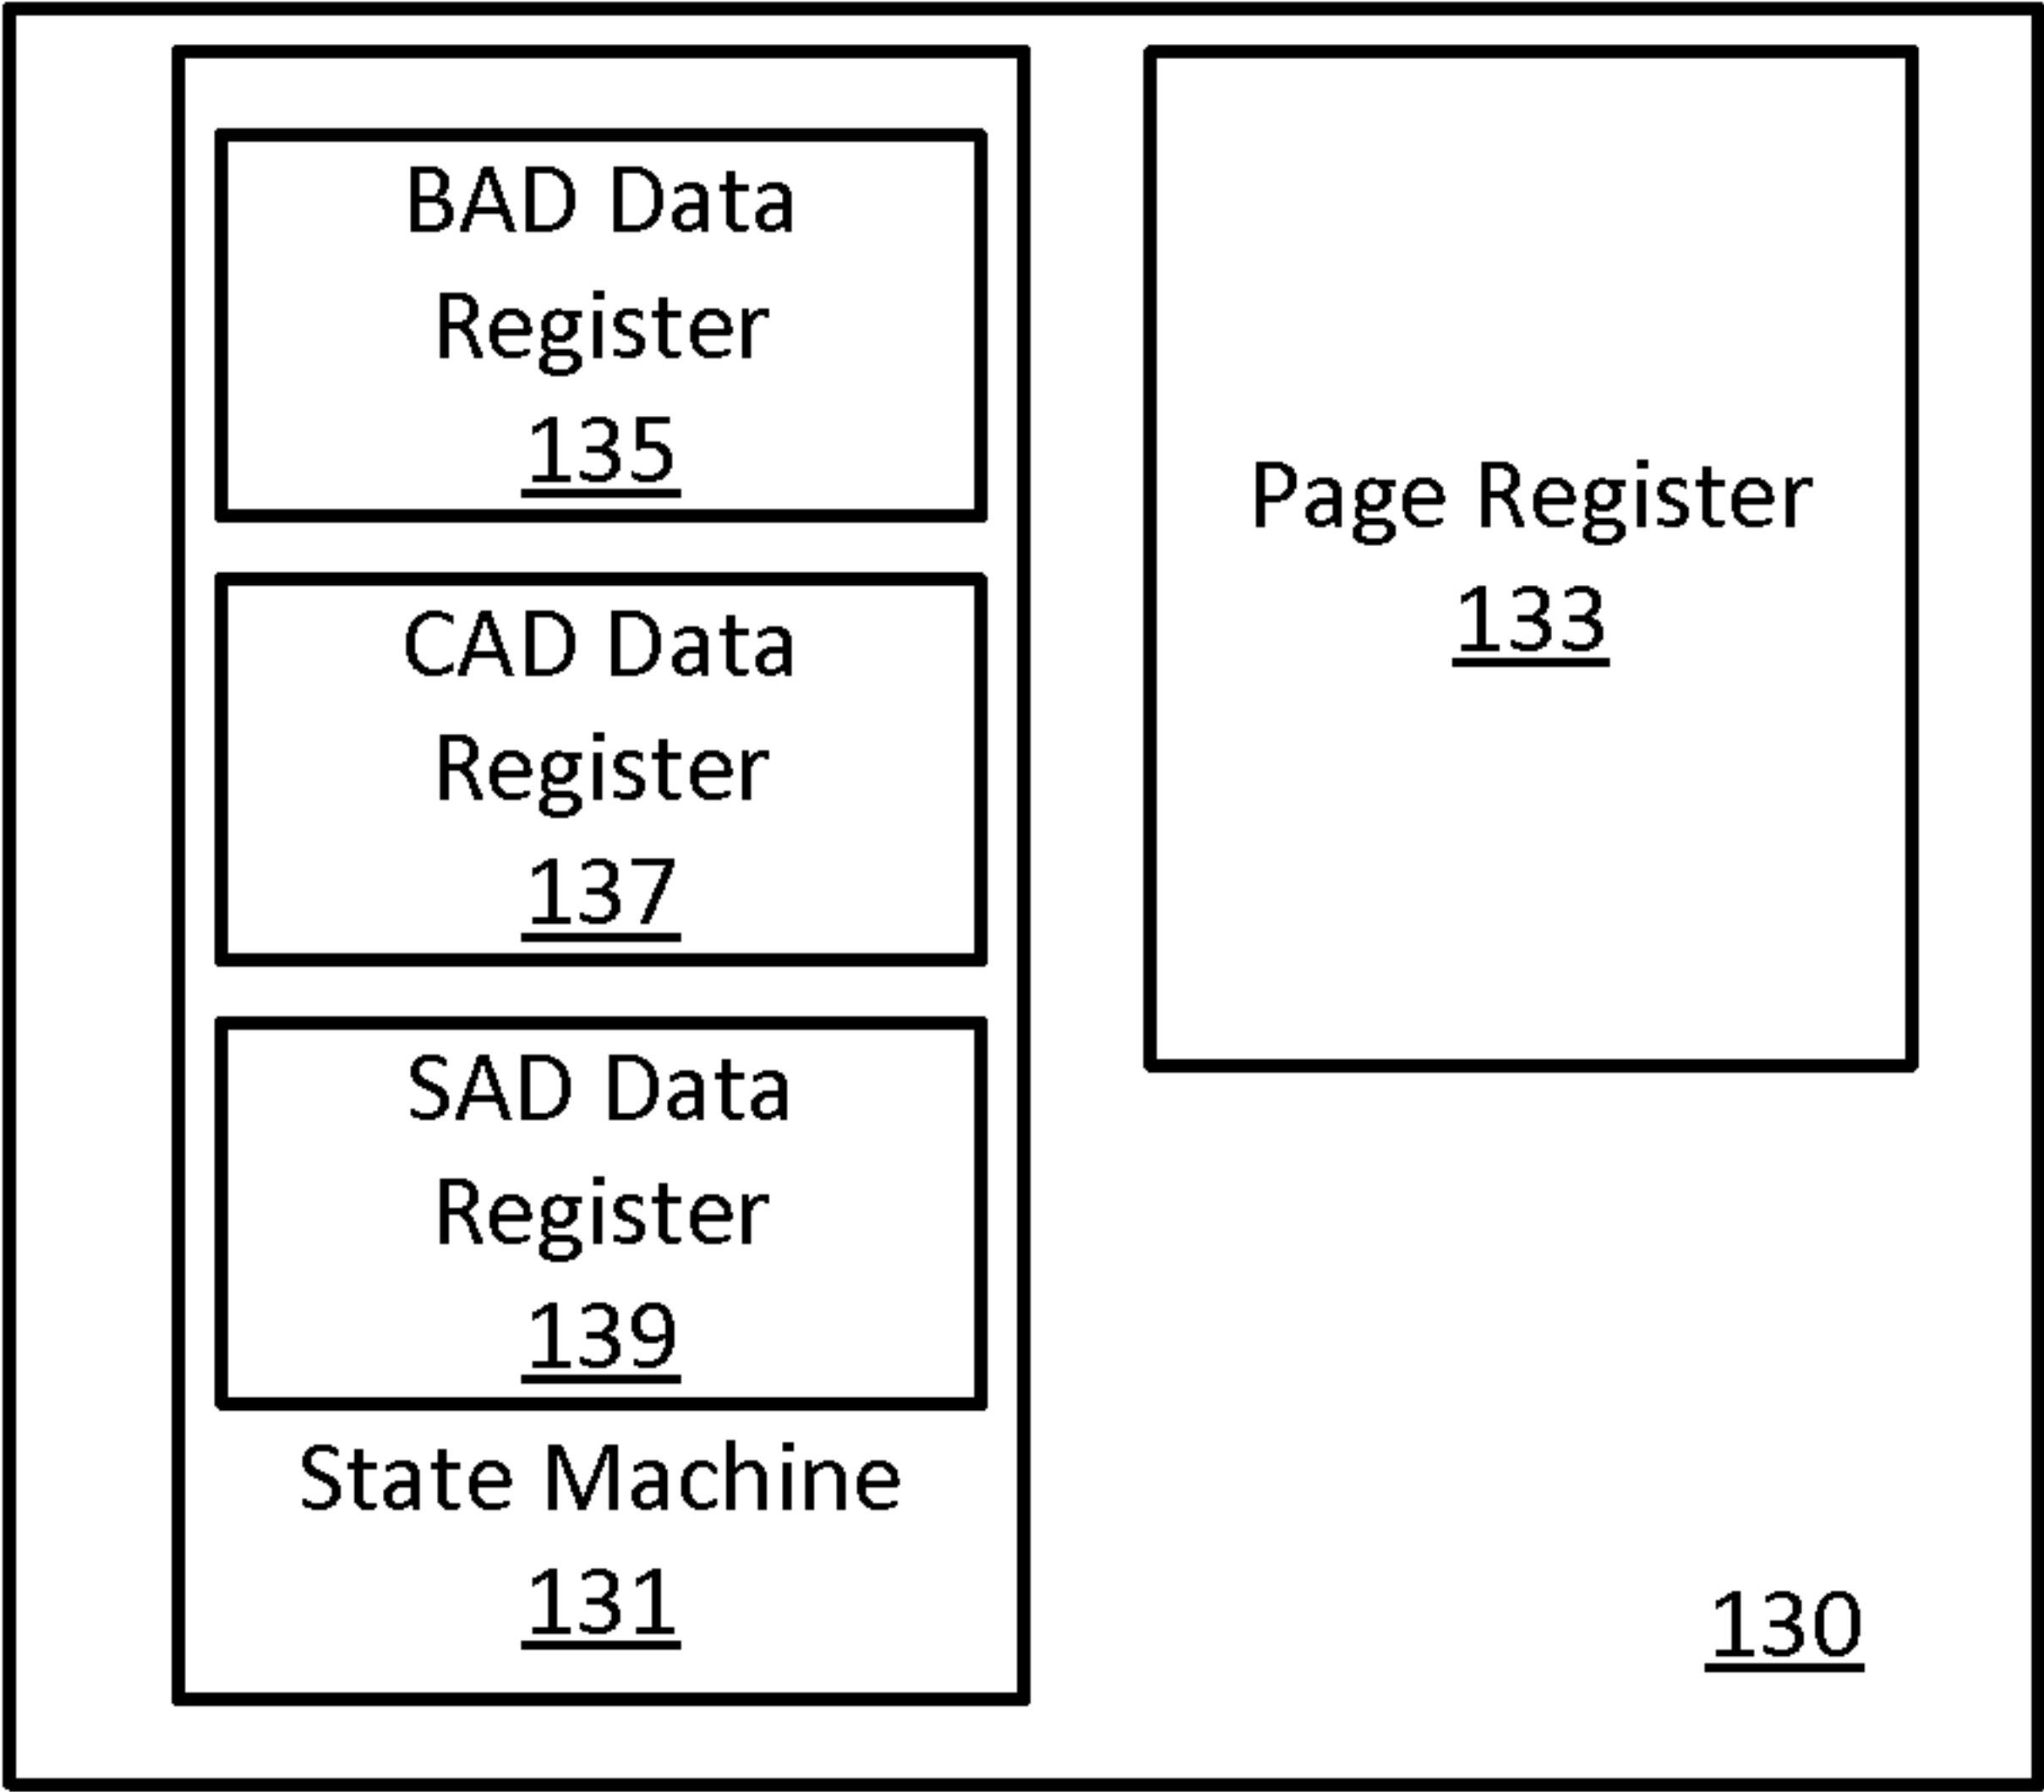 BAD Data
Register
135
CAD Data
Register
137
SAD Data
Register
139
State Machine
131
Page Register
133
130